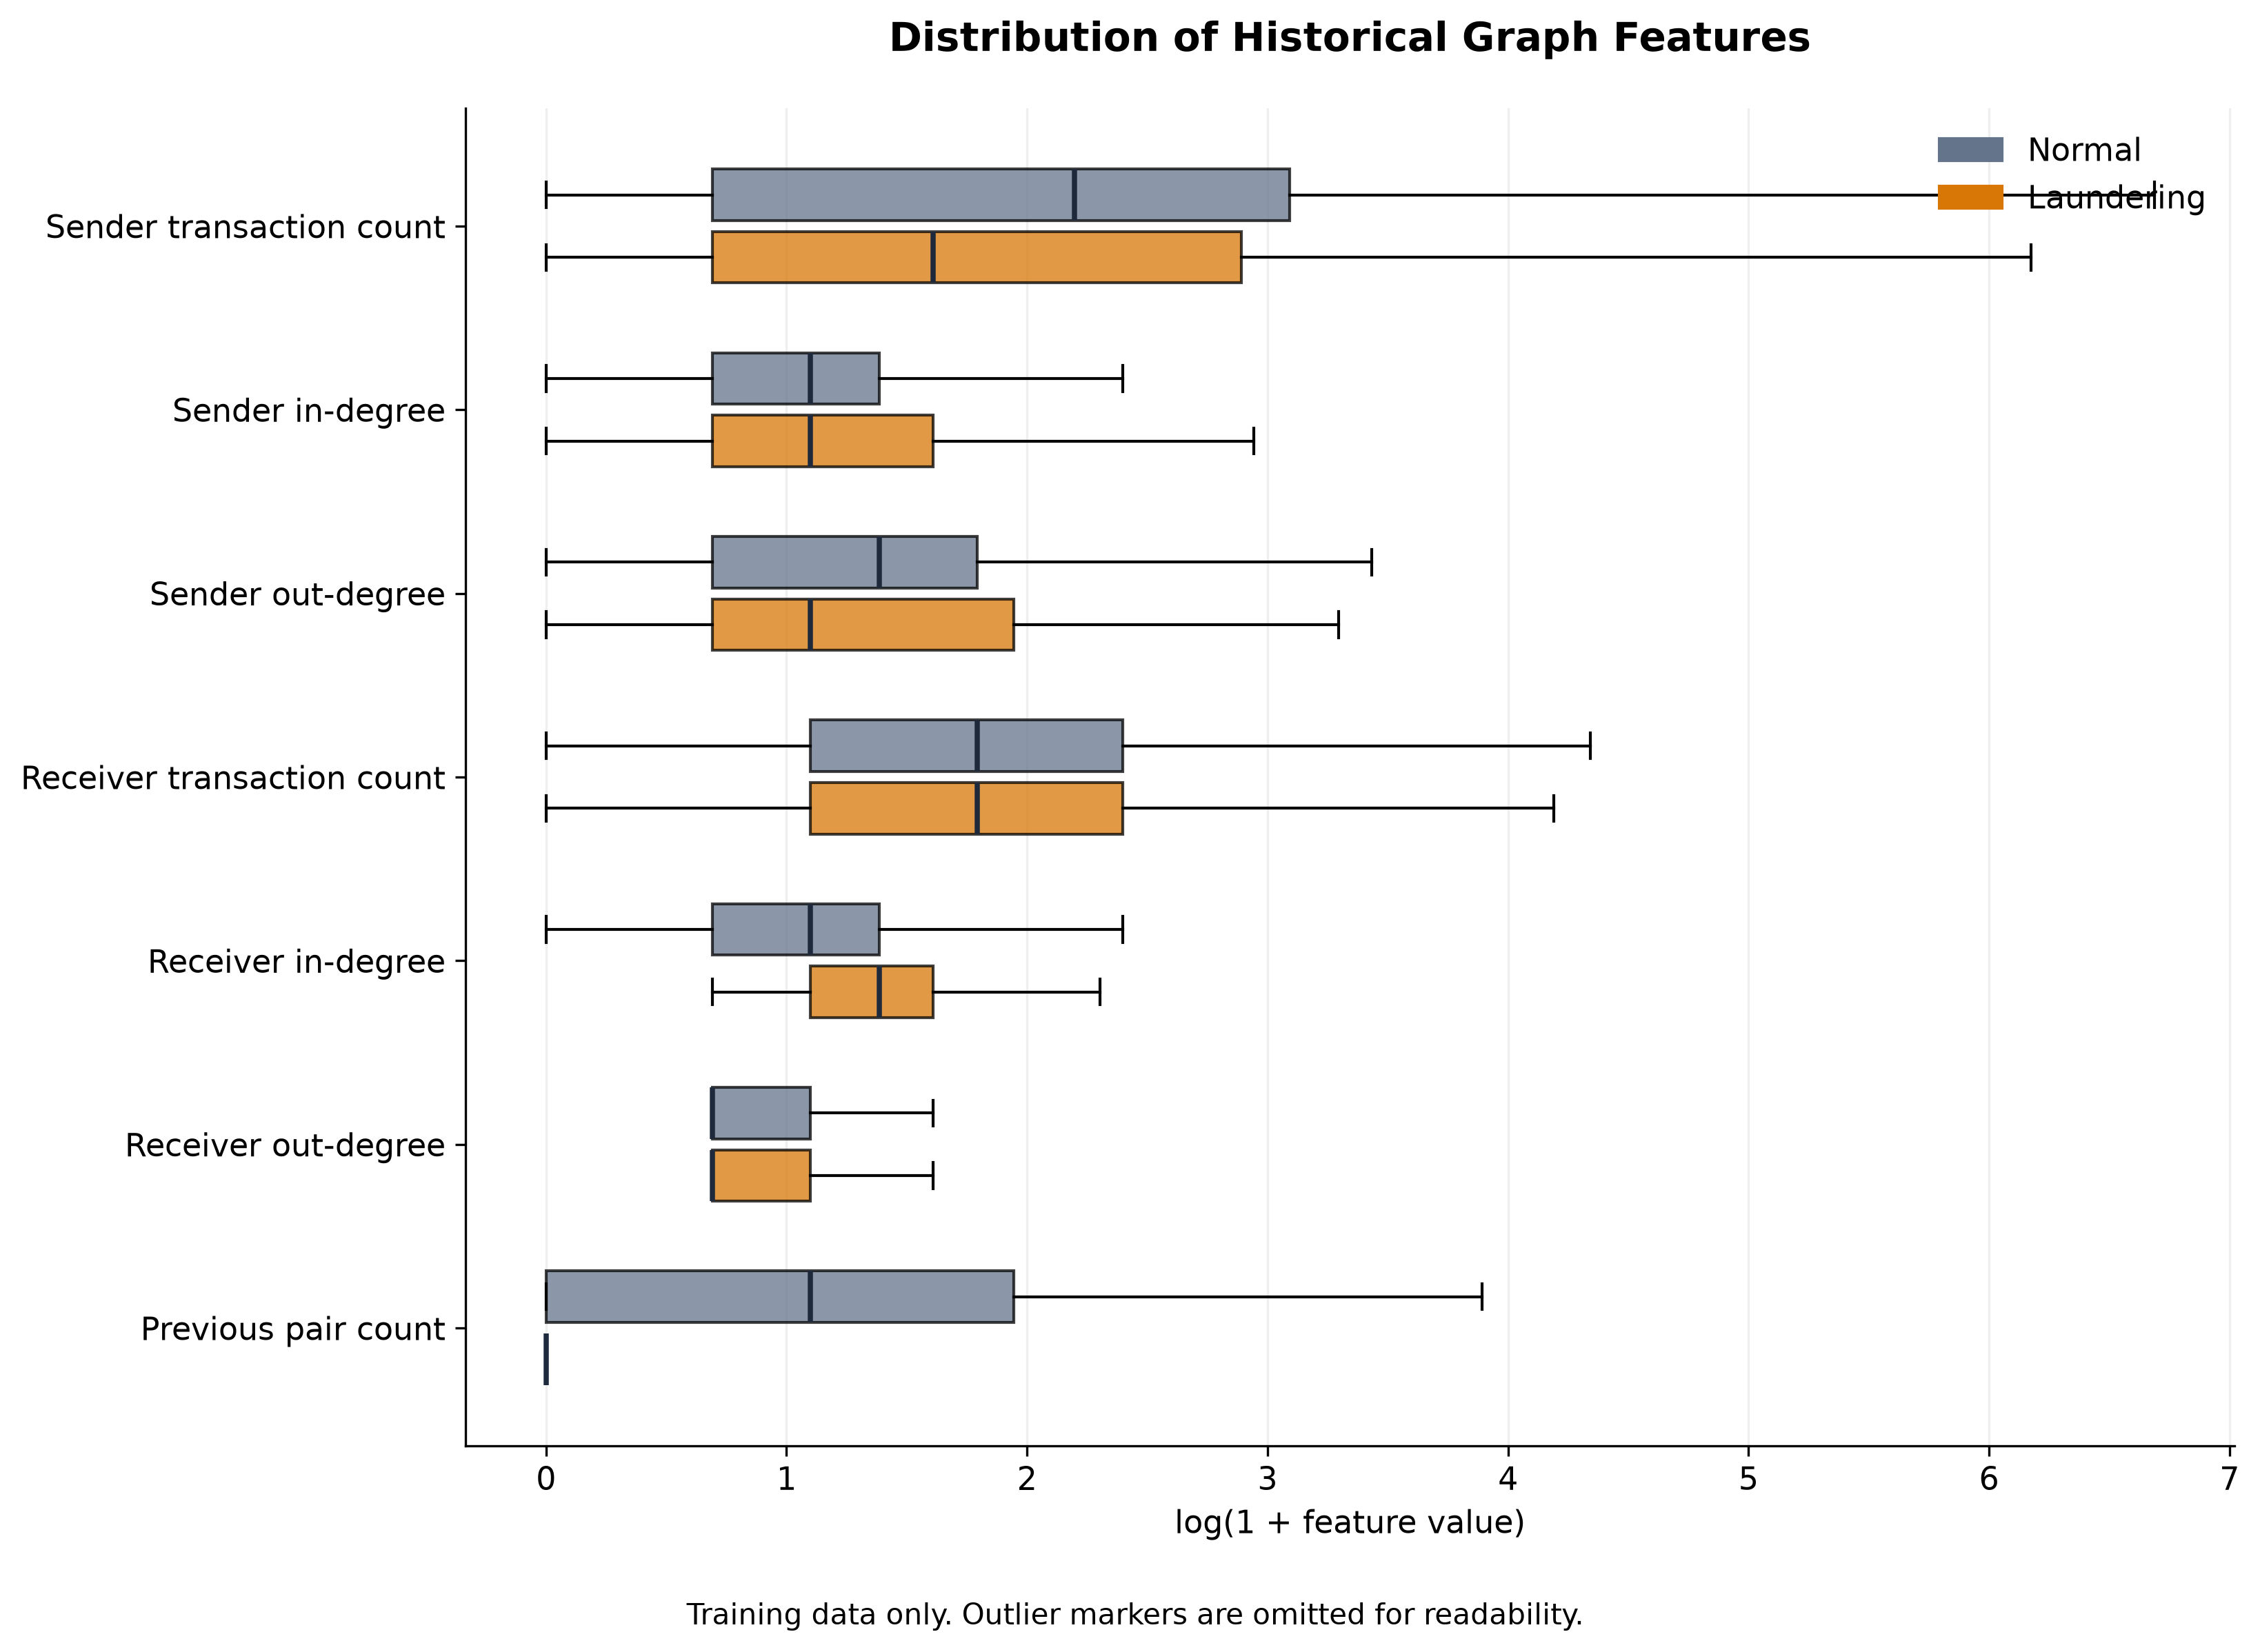 Distribution of Historical Graph Features
Normal
Laundering
Sender transaction count
Sender in-degree
Sender out-degree
Receiver transaction count
Receiver in-degree
Receiver out-degree
Previous pair count
0 1 2 3 4 5 6 7
log(1 + feature value)
Training data only. Outlier markers are omitted for readability.